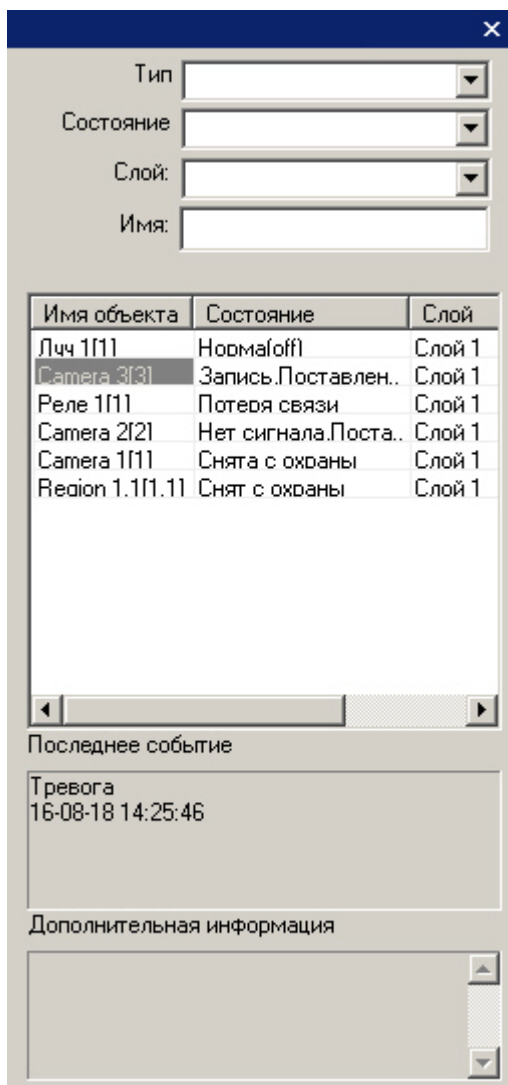 Тип
Состояние
Слой:
Имя:
Имя объекта Состояние Слой
Луч 1[1] Норма(off) Слой 1
Camera 3[3] Запись.Поставлен.. Слой 1
Реле 1[1] Потеря связи Слой 1
Camera 2[2] Нет сигнала.Поста.. Слой 1
Camera 1[1] Снята с охраны Слой 1
Region 1.1[1.1] Снят с охраны Слой 1
Последнее событие
Тревога
16-08-18 14:25:46
Дополнительная информация